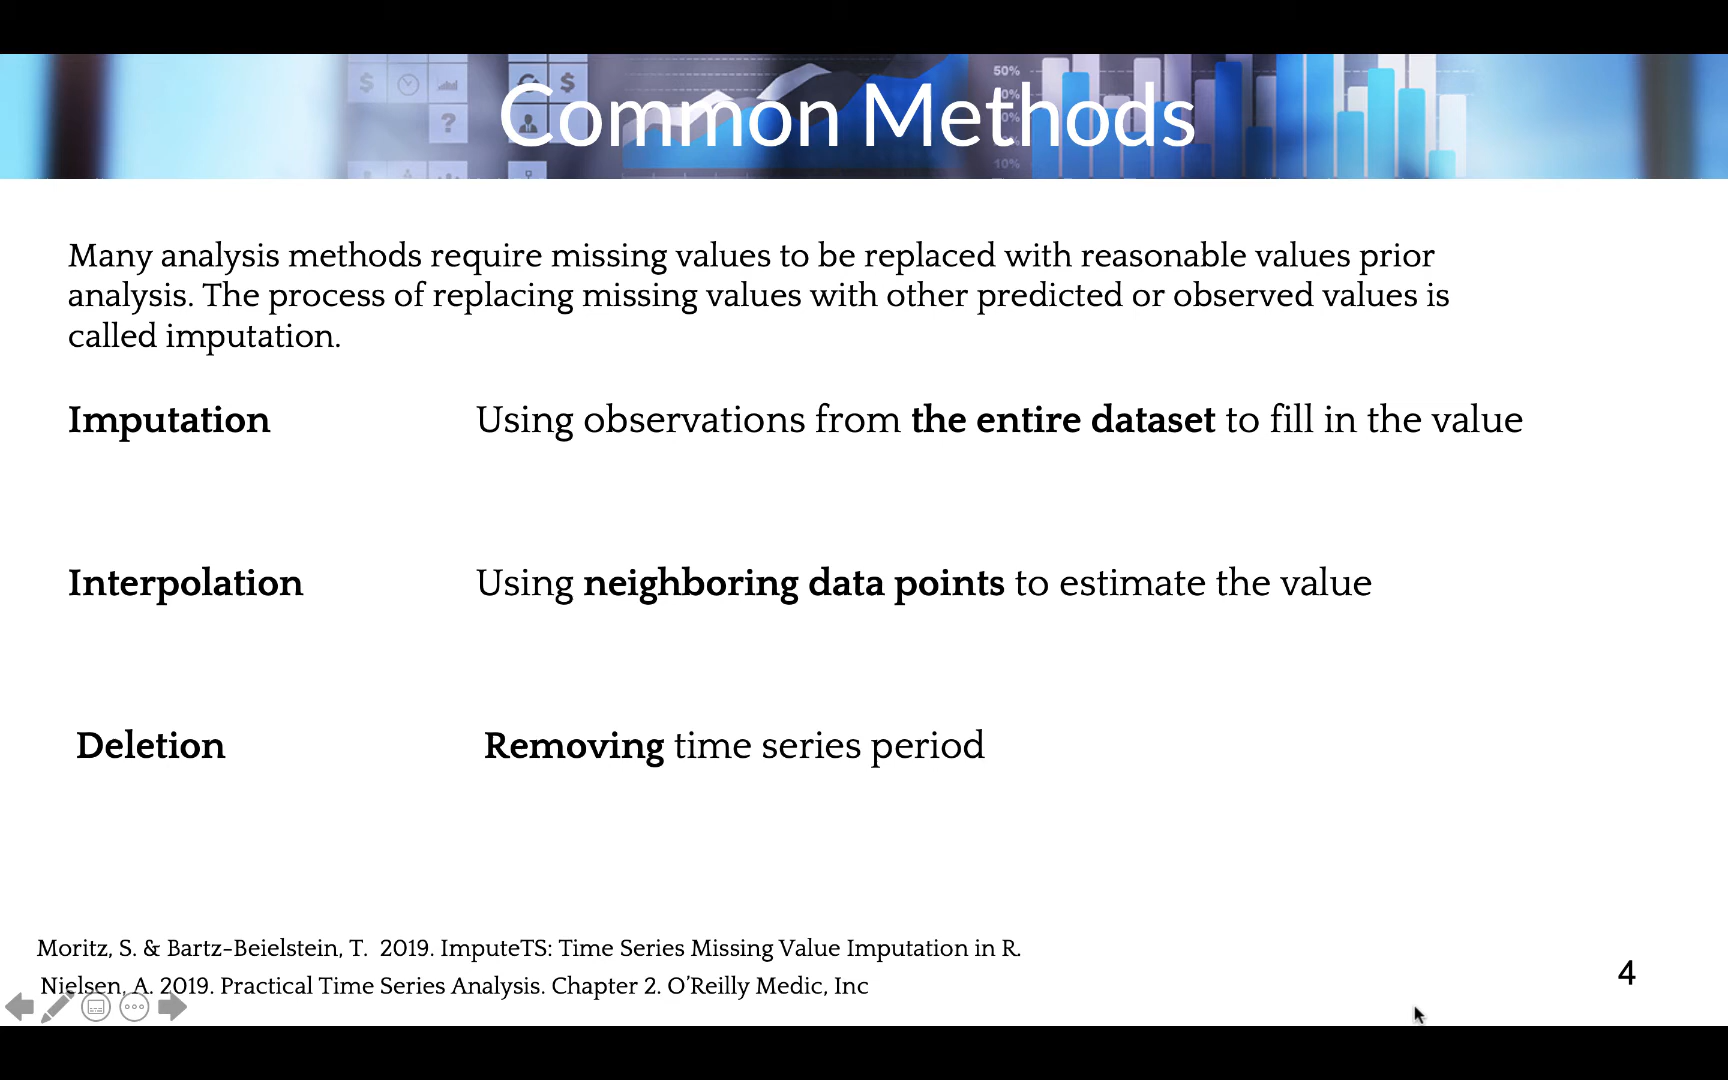 $ $
50%
Common Methods
?
10%
Many analysis methods require missing values to be replaced with reasonable values prior
analysis. The process of replacing missing values with other predicted or observed values is
called imputation.
Imputation Using observations from the entire dataset to fill in the value
Interpolation Using neighboring data points to estimate the value
Deletion Removing time series period
Moritz, S. & Bartz-Beielstein, T. 2019. ImputeTS: Time Series Missing Value Imputation in R.
Nielsen, A. 2019. Practical Time Series Analysis. Chapter 2. O'Reilly Medic, Inc
4